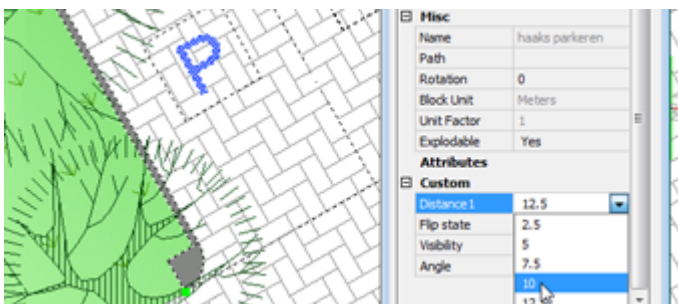 P
Misc
Name haaks parkeren
Path
Rotation 0
Block Unit Meters
Unit Factor 1
Explodable Yes
Attributes
Custom
Distance1 12.5
Flip state 2.5
Visibility 5
Angle 7.5
10